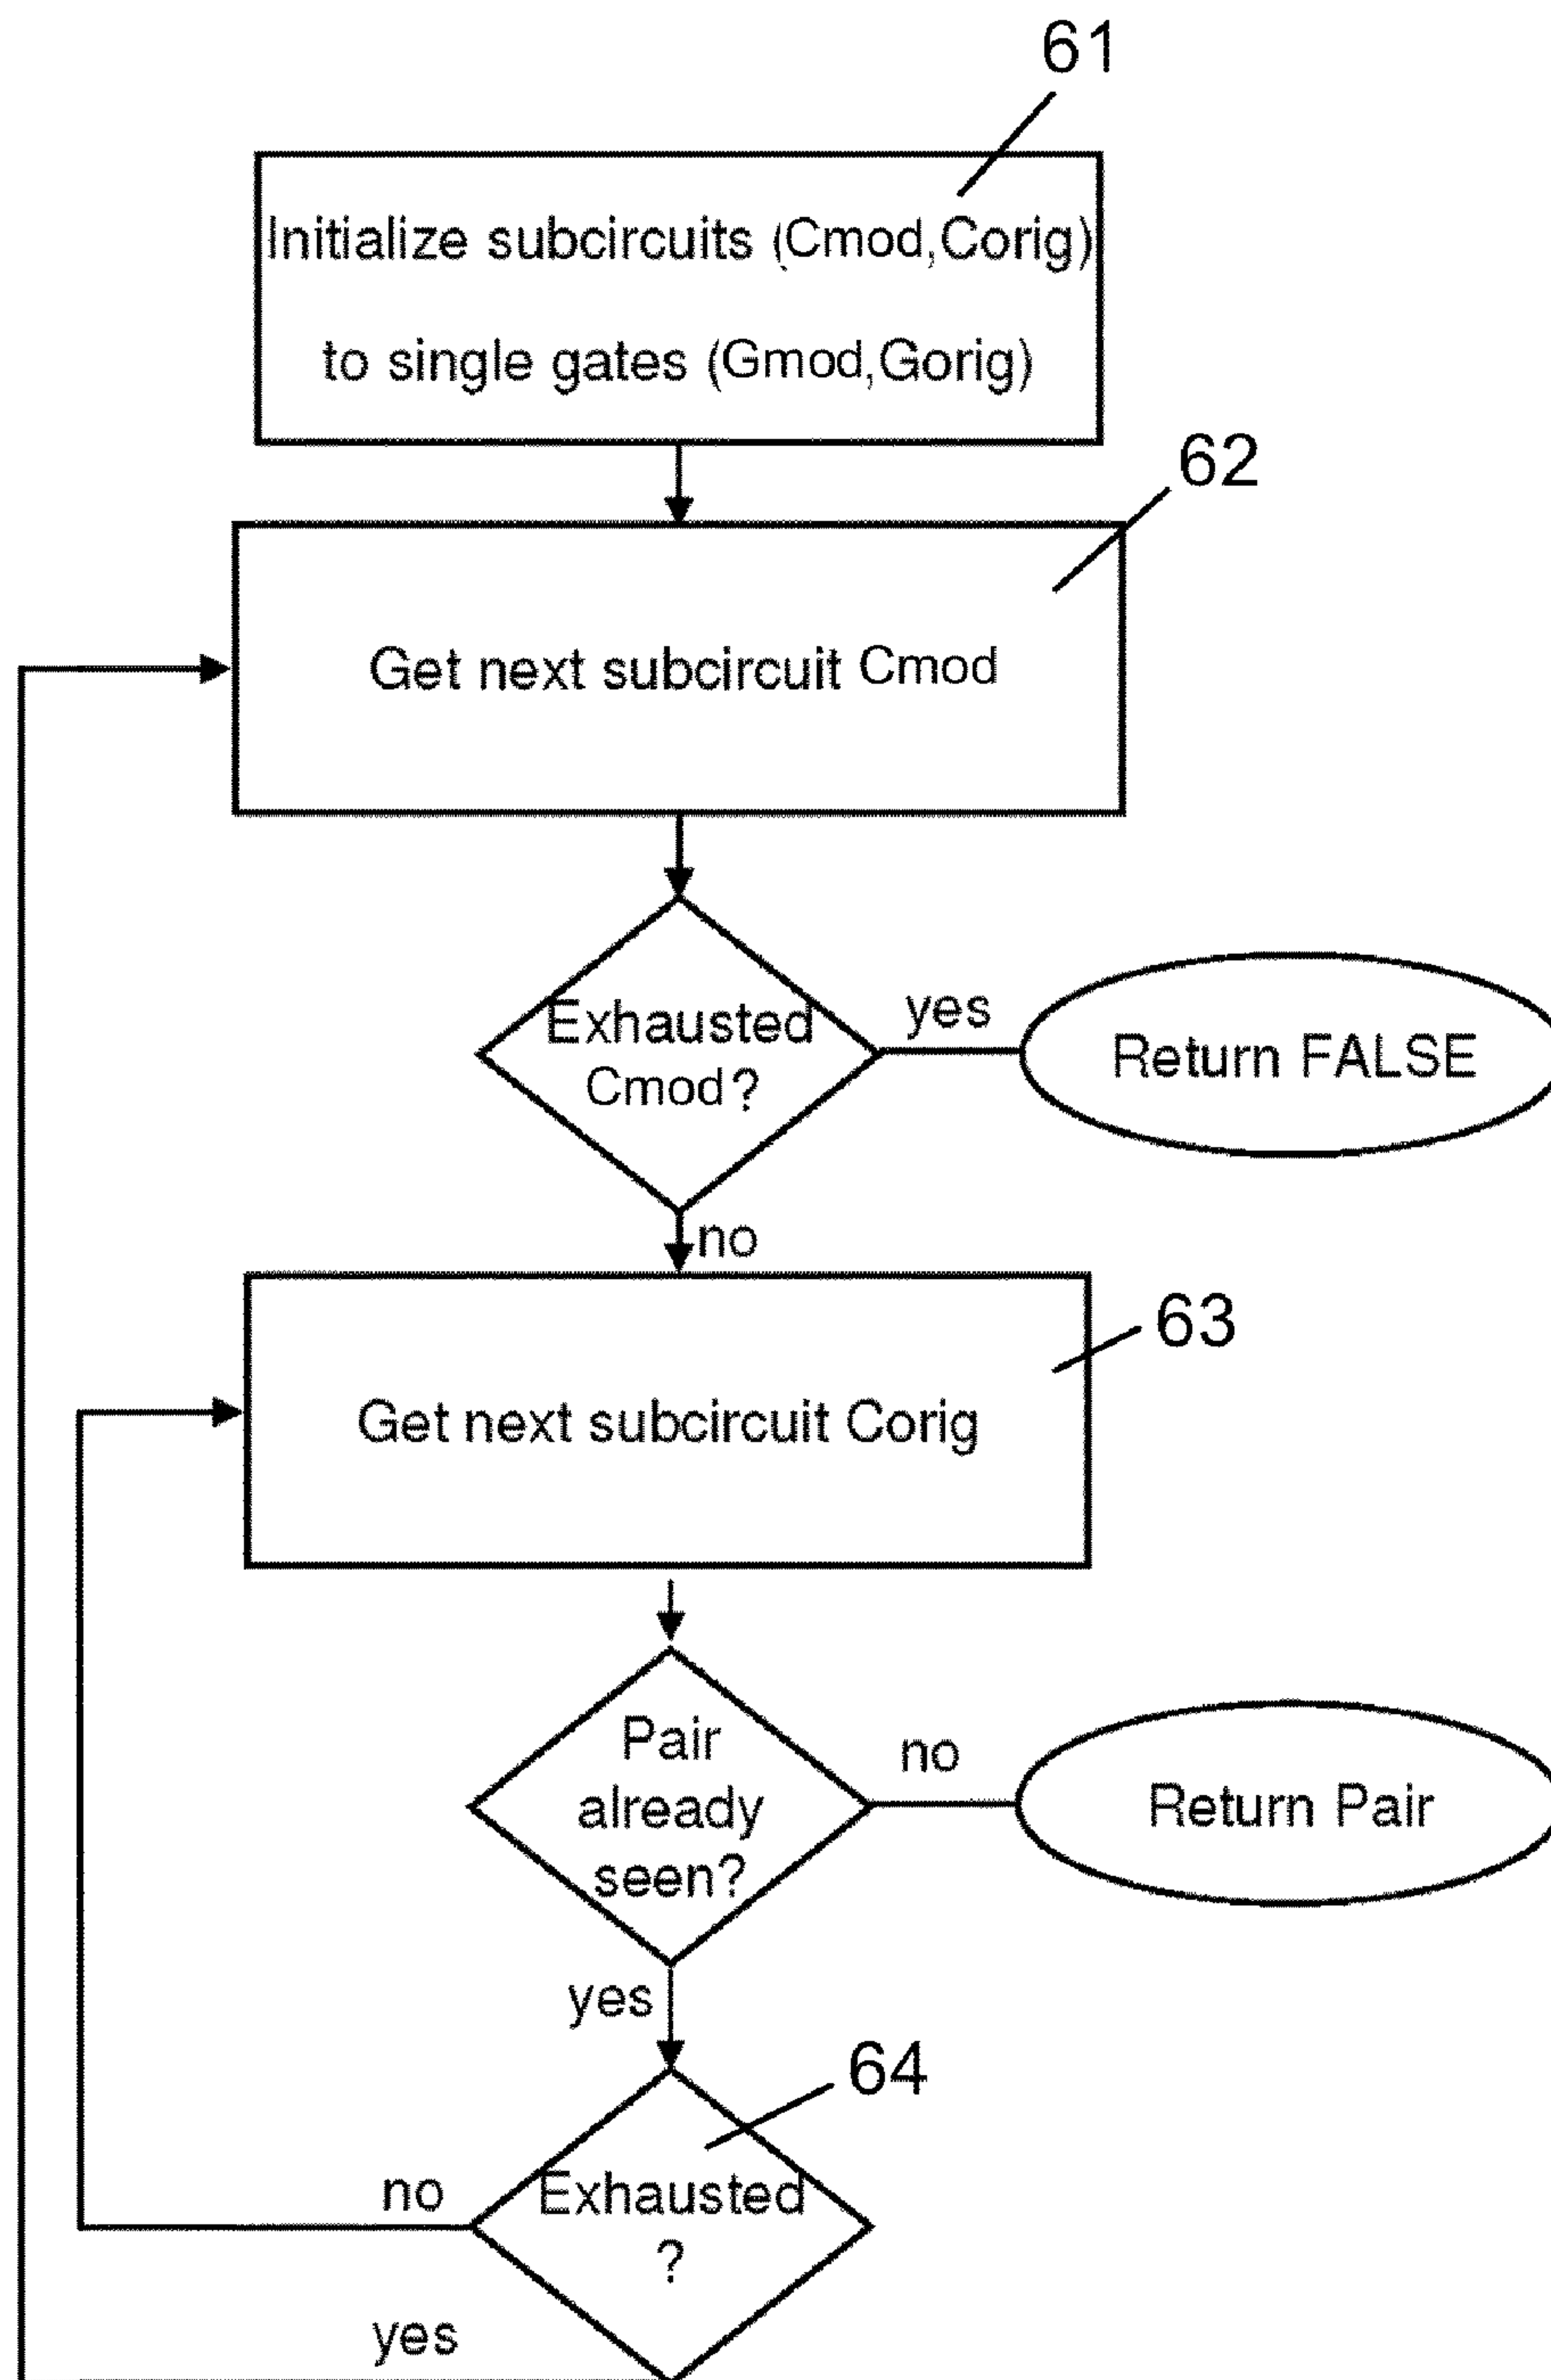 61
Initialize subcircuits (Cmod,Corig)
to single gates (Gmod,Gorig)
62
Get next subcircuit Cmod
Exhausted
Cmod?
yes
Return FALSE
no
63
Get next subcircuit Corig
Pair
already
seen?
no
Return Pair
yes
64
Exhausted
?
no
yes